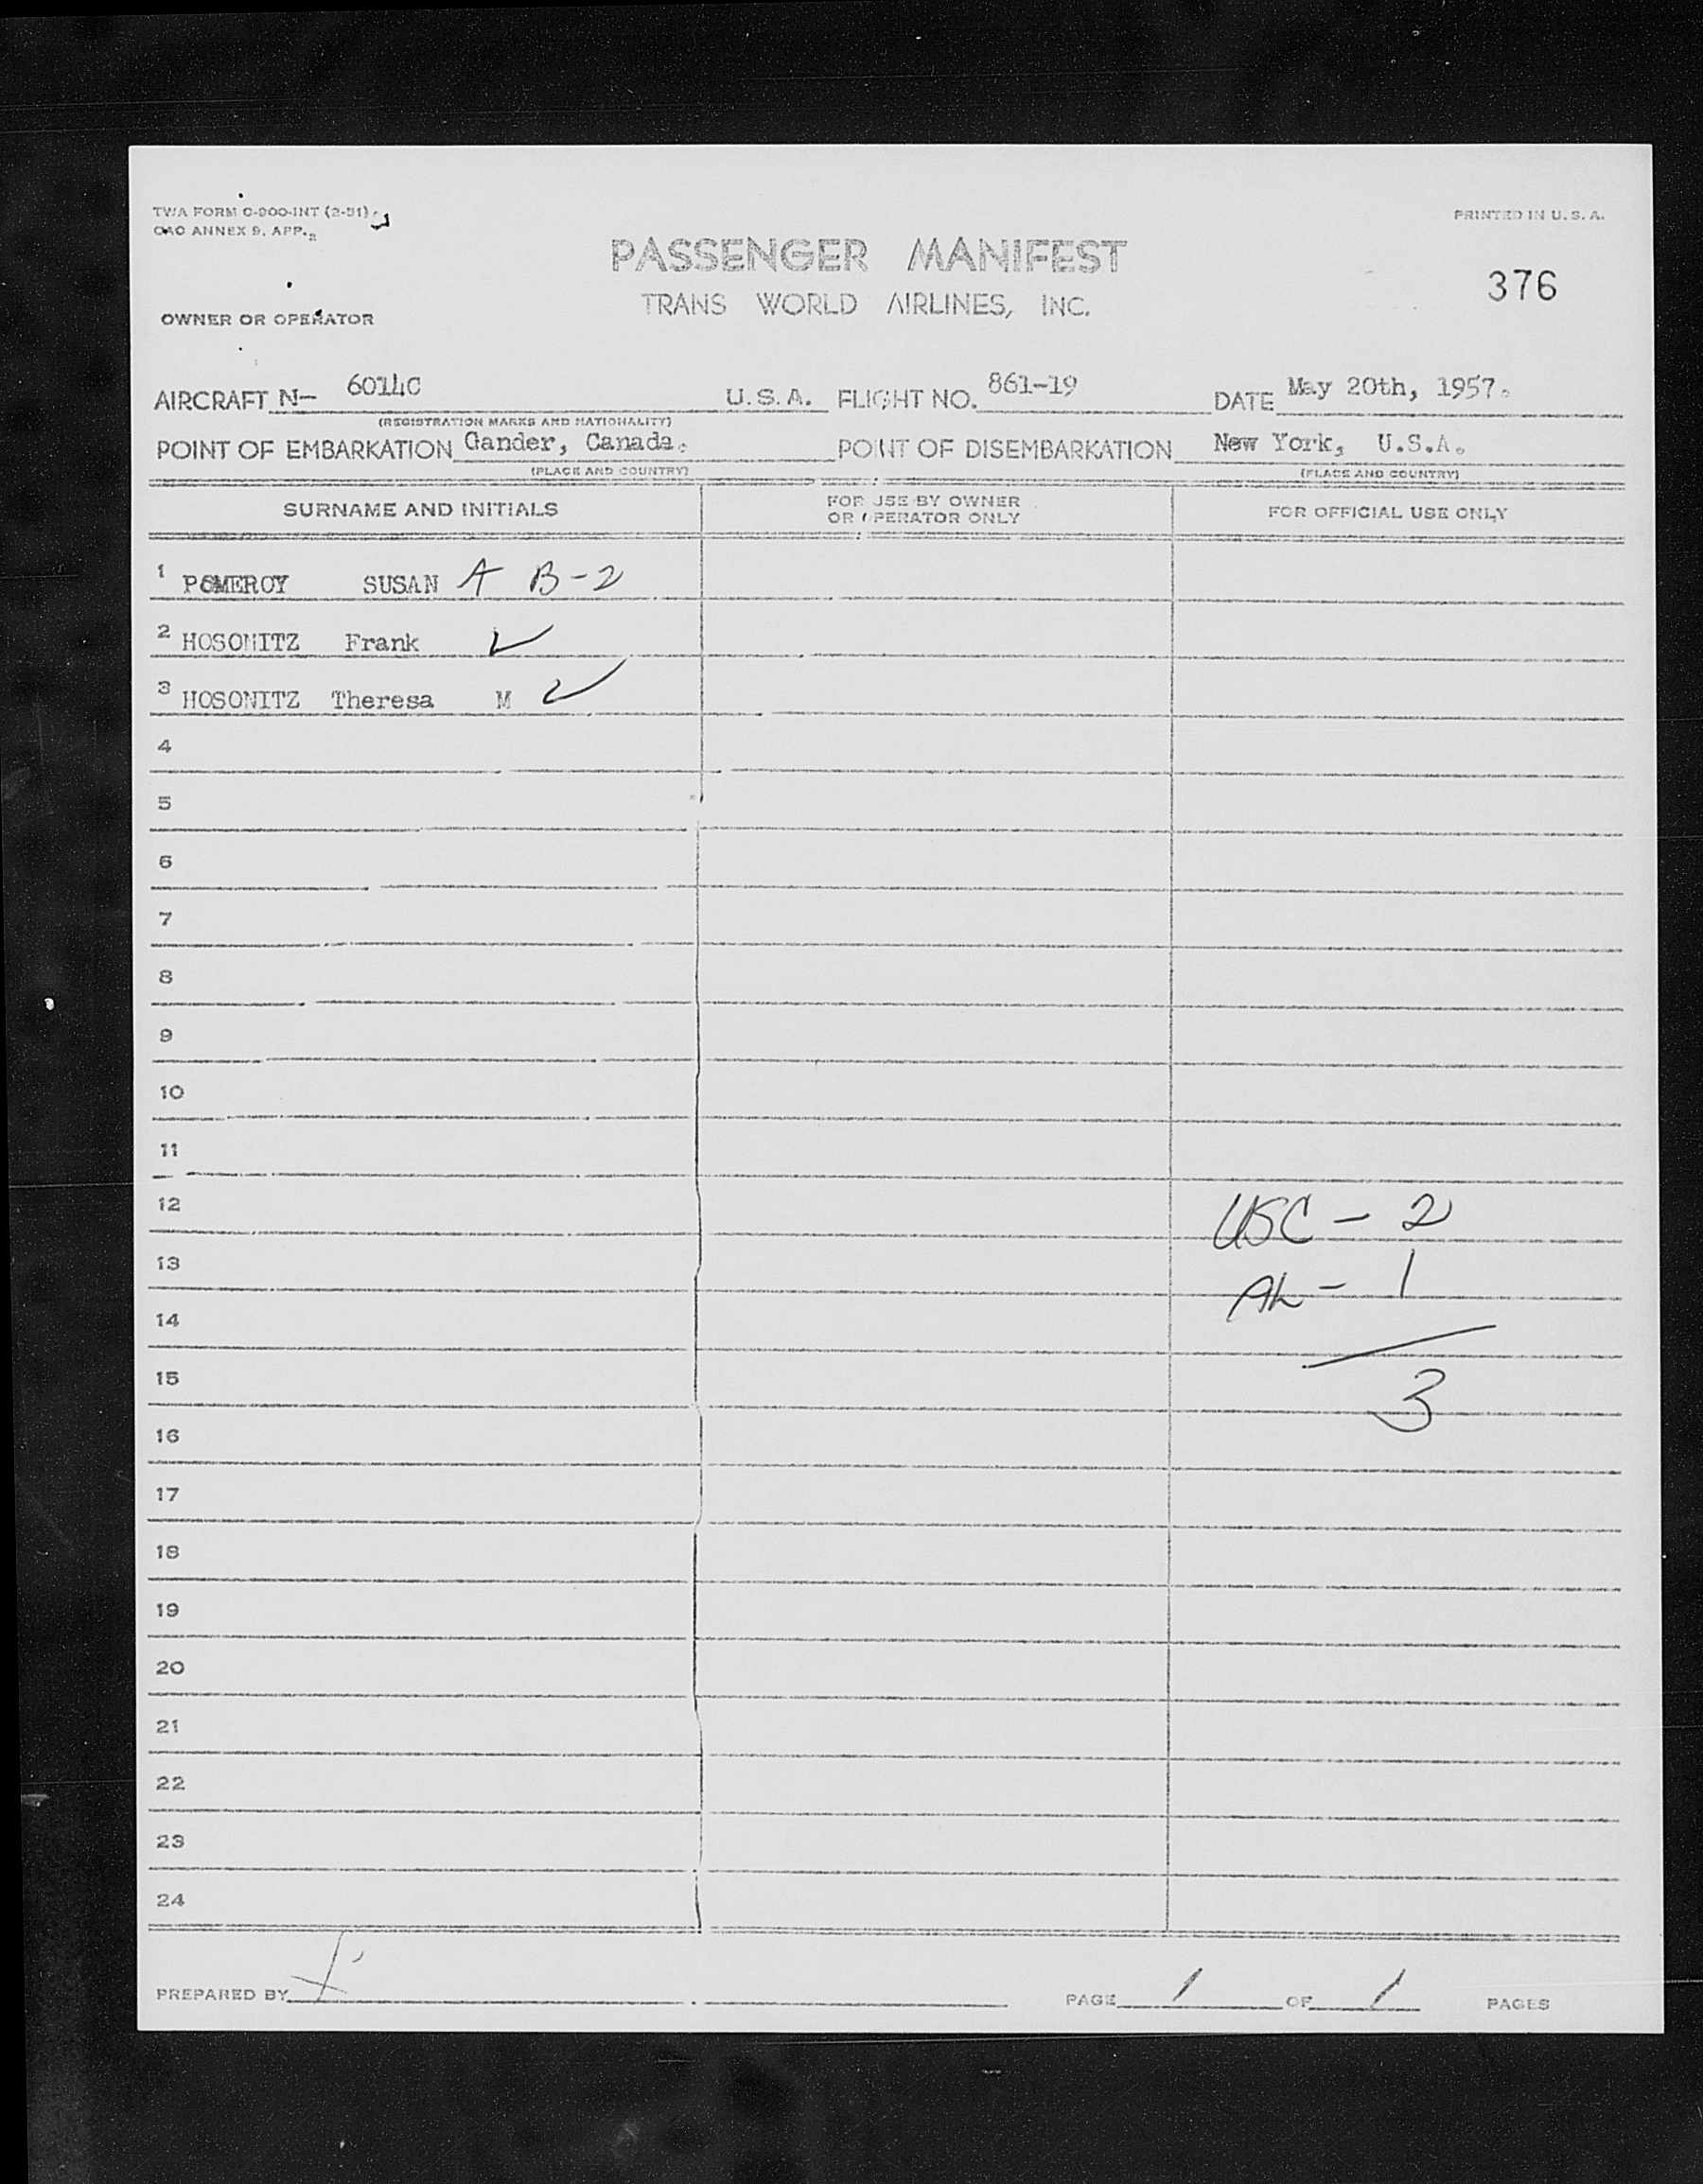 TWA FORM C-900-INT (2-51)
CAO ANNEX 9, APP. 2
PRINTED IN U. S. A.
PASSENGER MANIFEST
376
TRANS WORLD AIRLINES, INC.
OWNER OR OPERATOR
AIRCRAFT N- 6014C U.S.A. FLIGHT NO. 861-19 DATE May 20th, 1957.
(REGISTRATION MARKS AND NATIONALITY)
POINT OF EMBARKATION Gander, Canada. POINT OF DISEMBARKATION New York, U.S.A.
(PLACE AND COUNTRY) (PLACE AND COUNTRY)
SURNAME AND INITIALS FOR USE BY OWNER OR OPERATOR ONLY FOR OFFICIAL USE ONLY
1 POMEROY SUSAN A B-2
2 HOSONITZ Frank ✓
3 HOSONITZ Theresa M ✓
4
5
6
7
8
9
10
11
12 USC - 2
13 AL - 1
14
15 3
16
17
18
19
20
21
22
23
24
PREPARED BY PAGE 1 OF 1 PAGES